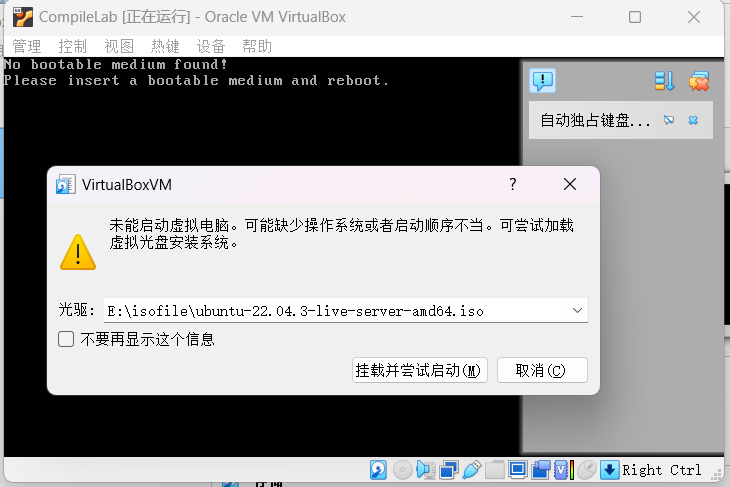 CompileLab [正在运行] - Oracle VM VirtualBox
管理 控制 视图 热键 设备 帮助
No bootable medium found!
Please insert a bootable medium and reboot.
自动独占键盘...
VirtualBoxVM
?
未能启动虚拟电脑。可能缺少操作系统或者启动顺序不当。可尝试加载
虚拟光盘安装系统。
光驱: E:\isofile\ubuntu-22.04.3-live-server-amd64.iso
不要再显示这个信息
挂载并尝试启动(M) 取消(C)
Right Ctrl